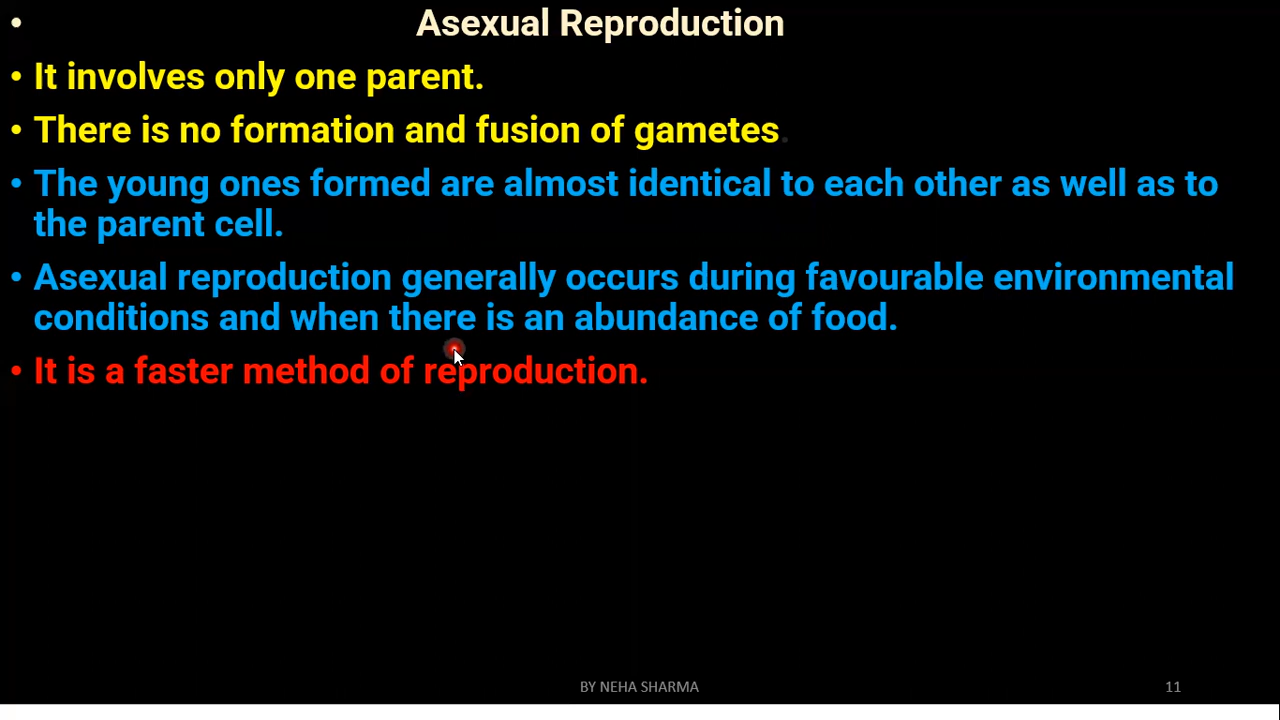 • Asexual Reproduction
• It involves only one parent.
• There is no formation and fusion of gametes.
• The young ones formed are almost identical to each other as well as to
the parent cell.
• Asexual reproduction generally occurs during favourable environmental
conditions and when there is an abundance of food.
• It is a faster method of reproduction.
BY NEHA SHARMA
11